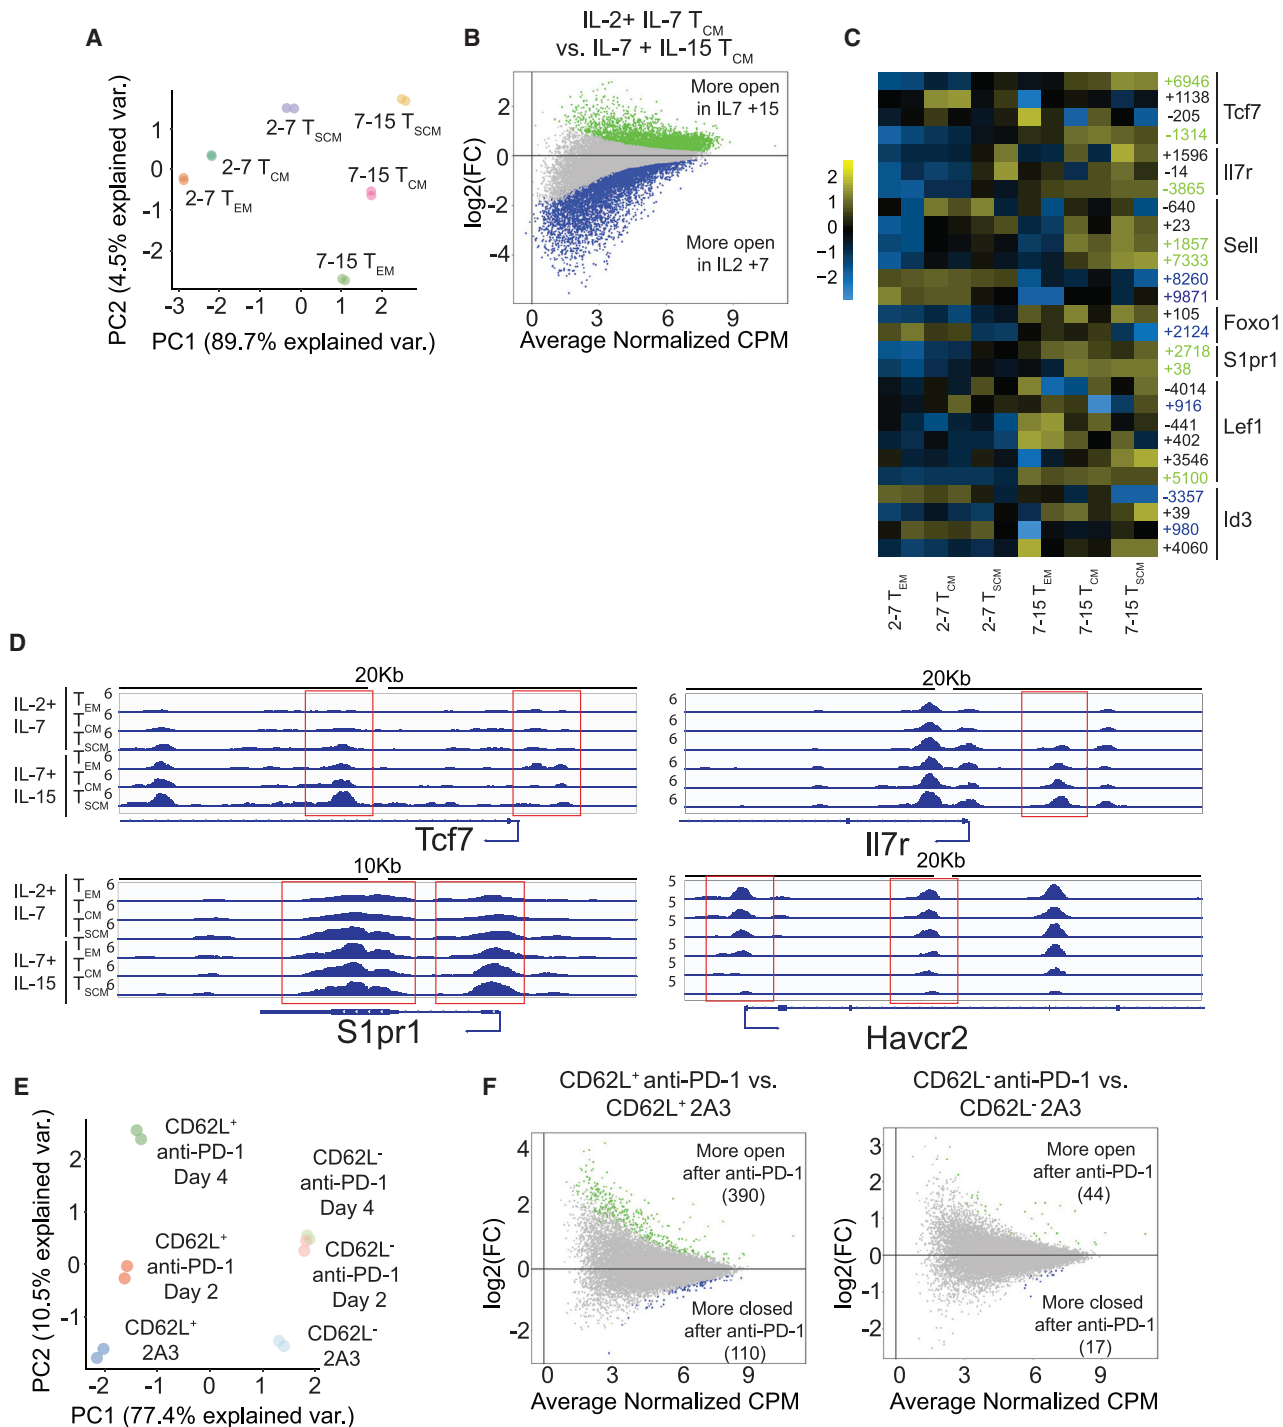 A
PC2 (4.5% explained var.)
1
0
-1
-2
-3
-2
-1
0
1
2
PC1 (89.7% explained var.)
2-7 TSCM
7-15 TSCM
2-7 TCM
7-15 TCM
2-7 TEM
7-15 TEM
B
IL-2+ IL-7 TCM
vs. IL-7 + IL-15 TCM
log2(FC)
2
0
-2
-4
More open
in IL7 +15
More open
in IL2 +7
0
3
6
9
Average Normalized CPM
C
2
1
0
-1
-2
+6946
+1138
-205
-1314
Tcf7
+1596
-14
-3865
Il7r
-640
+23
+1857
+7333
+8260
+9871
Sell
+105
+2124
Foxo1
+2718
+38
S1pr1
-4014
+916
-441
+402
+3546
+5100
Lef1
-3357
+39
+980
+4060
Id3
2-7 TEM
2-7 TCM
2-7 TSCM
7-15 TEM
7-15 TCM
7-15 TSCM
D
20Kb
IL-2+
IL-7
IL-7+
IL-15
TEM 6
TCM 6
TSCM 6
TEM 6
TCM 6
TSCM 6
Tcf7
20Kb
6
6
6
6
6
6
Il7r
10Kb
IL-2+
IL-7
IL-7+
IL-15
TEM 6
TCM 6
TSCM 6
TEM 6
TCM 6
TSCM 6
S1pr1
20Kb
5
5
5
5
5
5
Havcr2
E
PC2 (10.5% explained var.)
2
1
0
-1
-2
-1
0
1
2
PC1 (77.4% explained var.)
CD62L+
anti-PD-1
Day 4
CD62L-
anti-PD-1
Day 4
CD62L+
anti-PD-1
Day 2
CD62L-
anti-PD-1
Day 2
CD62L+
2A3
CD62L-
2A3
F
CD62L+ anti-PD-1 vs.
CD62L+ 2A3
log2(FC)
4
2
0
-2
More open
after anti-PD-1
(390)
More closed
after anti-PD-1
(110)
0
3
6
9
Average Normalized CPM
CD62L- anti-PD-1 vs.
CD62L- 2A3
log2(FC)
3
2
1
0
-1
-2
More open
after anti-PD-1
(44)
More closed
after anti-PD-1
(17)
0
3
6
9
Average Normalized CPM